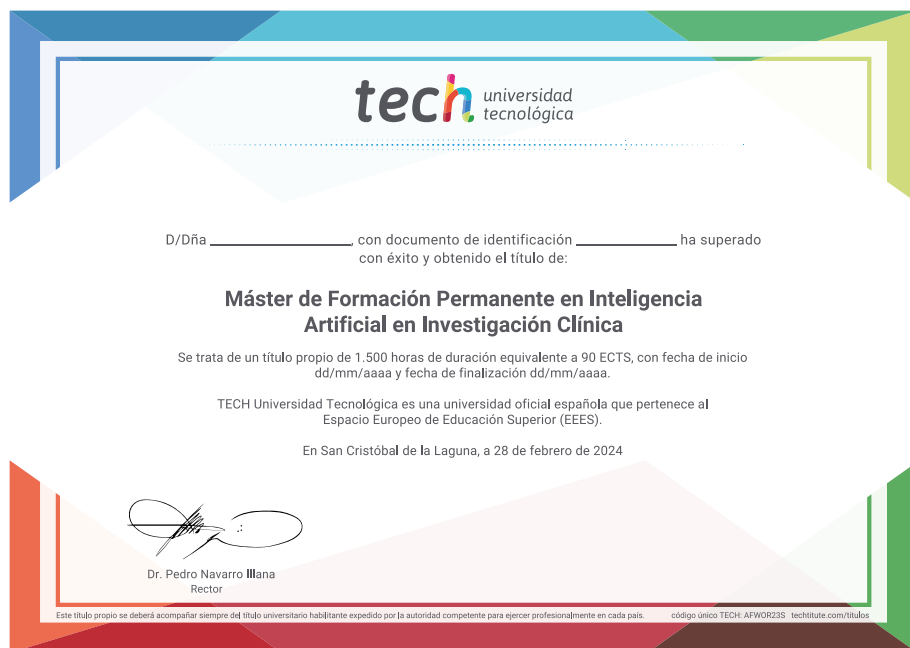 tech universidad
tecnológica
D/Dña ______________, con documento de identificación __________ ha superado
con éxito y obtenido el título de:
Máster de Formación Permanente en Inteligencia
Artificial en Investigación Clínica
Se trata de un título propio de 1.500 horas de duración equivalente a 90 ECTS, con fecha de inicio
dd/mm/aaaa y fecha de finalización dd/mm/aaaa.
TECH Universidad Tecnológica es una universidad oficial española que pertenece al
Espacio Europeo de Educación Superior (EEES).
En San Cristóbal de la Laguna, a 28 de febrero de 2024
Dr. Pedro Navarro Illana
Rector
Este título propio se deberá acompañar siempre del título universitario habilitante expedido por la autoridad competente para ejercer profesionalmente en cada país. código único TECH: AFWOR23S techtitute.com/titulos